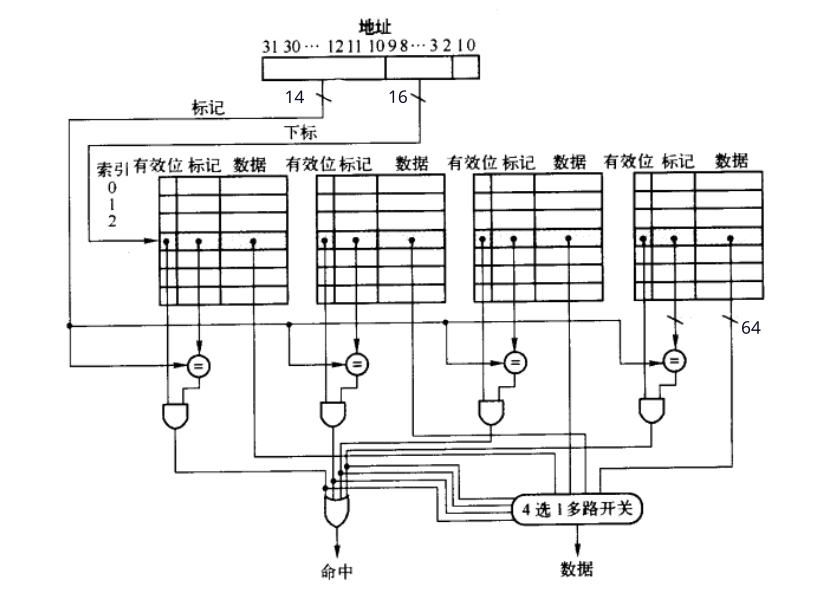 地址
31 30 ··· 12 11 10 9 8 ··· 3 2 1 0
14
16
标记
下标
索引 有效位 标记 数据 有效位 标记 数据 有效位 标记 数据 有效位 标记 数据
0
1
2
64
= = = =
4 选 1 多路开关
命中
数据